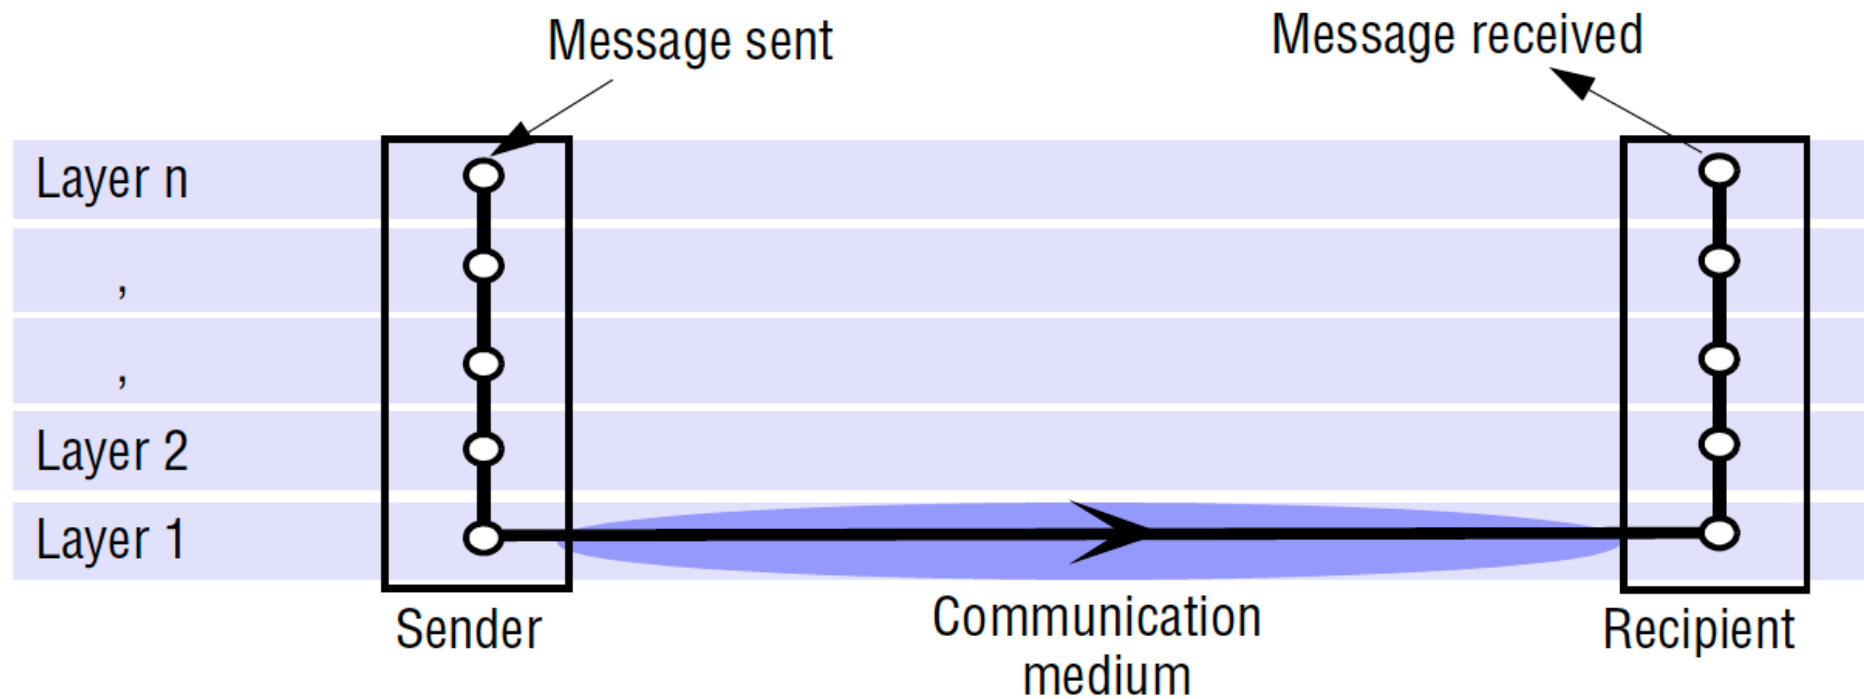 Message sent
Message received
Layer n
,
,
Layer 2
Layer 1
Sender
Communication
medium
Recipient